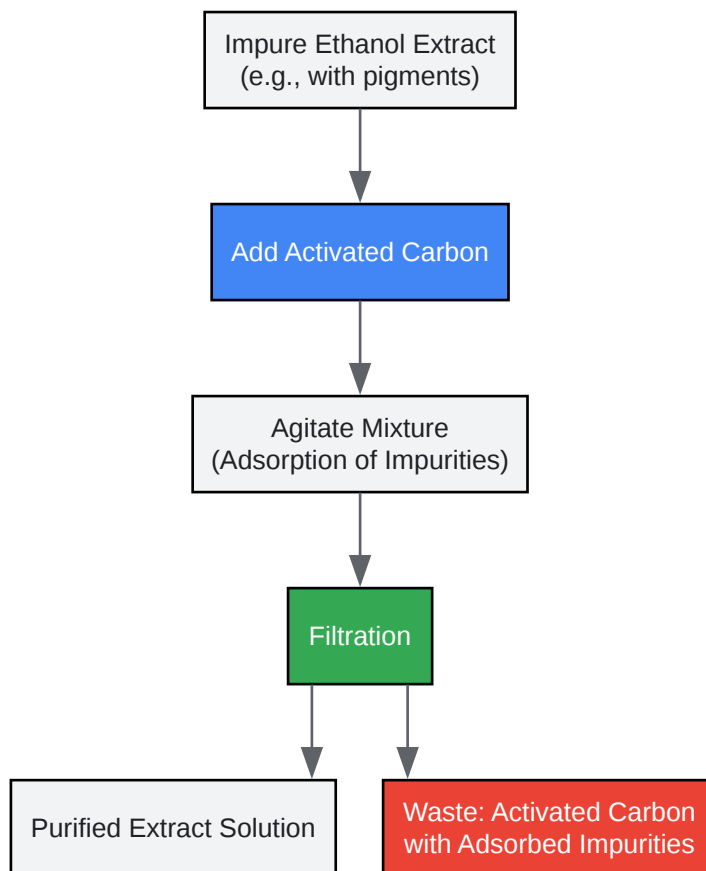 Impure Ethanol Extract
(e.g., with pigments)
Add Activated Carbon
Agitate Mixture
(Adsorption of Impurities)
Filtration
Purified Extract Solution
Waste: Activated Carbon
with Adsorbed Impurities